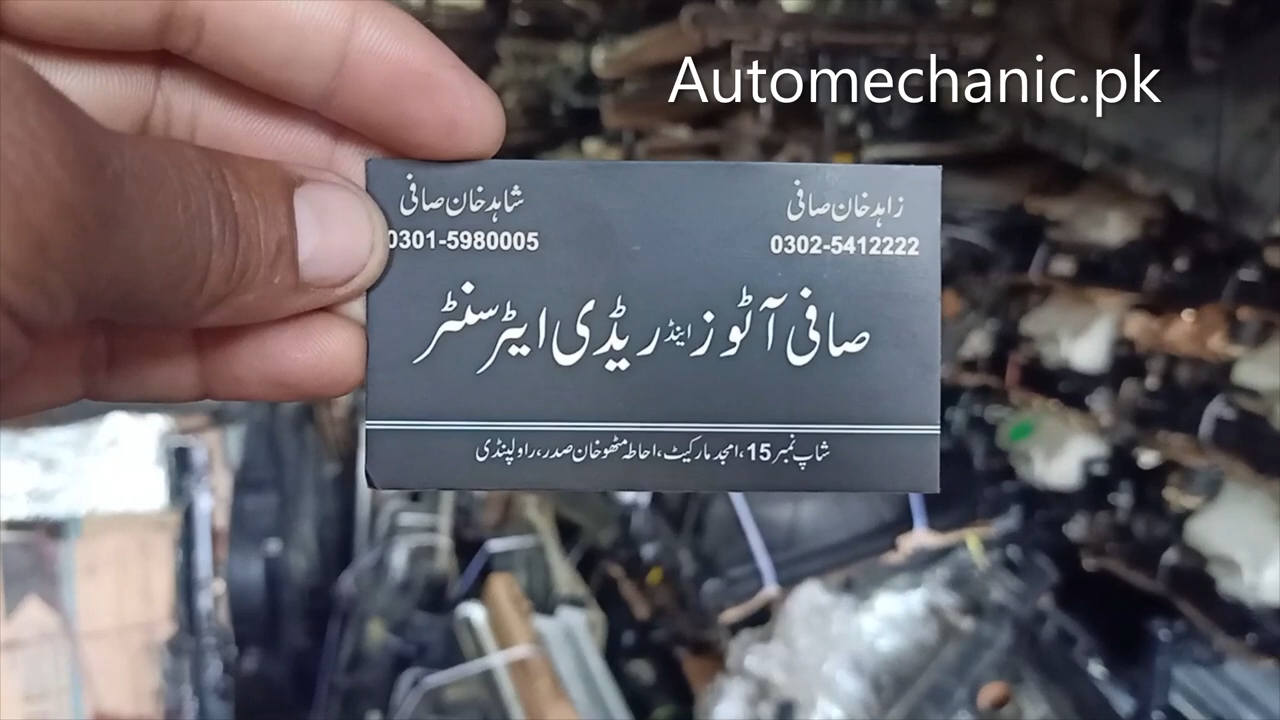 Automechanic.pk
زاہد خان صافی
0302-5412222
شاہد خان صافی
0301-5980005
صافی آٹوز اینڈ ریڈی ایٹر سنٹر
شاپ نمبر 15، امجد مارکیٹ، احاطہ مٹھو خان صدر، راولپنڈی